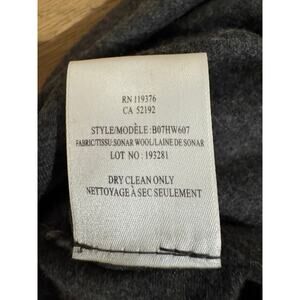 RN 119376
CA 52192
STYLE/MODÈLE : B07HW607
FABRIC/TISSU: SONAR WOOL/LAINE DE SONAR
LOT NO : 193281
DRY CLEAN ONLY
NETTOYAGE À SEC SEULEMENT